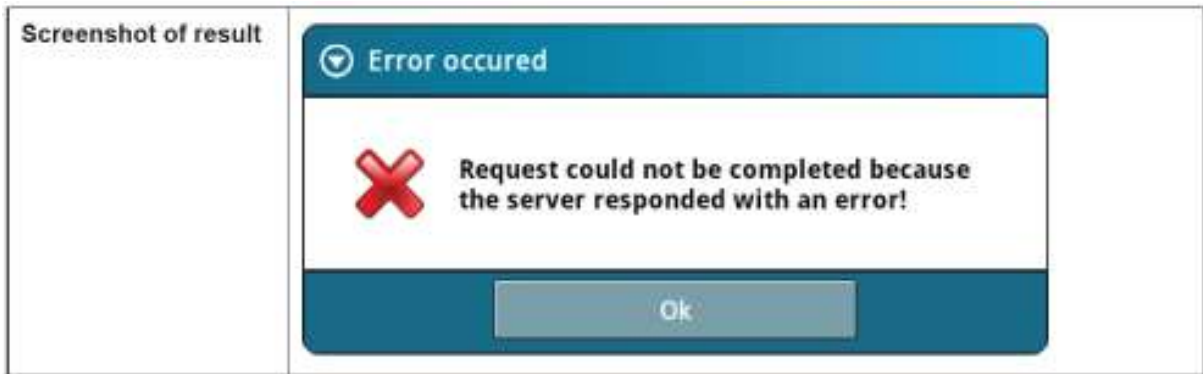 Screenshot of result
Error occured
Request could not be completed because
the server responded with an error!
Ok